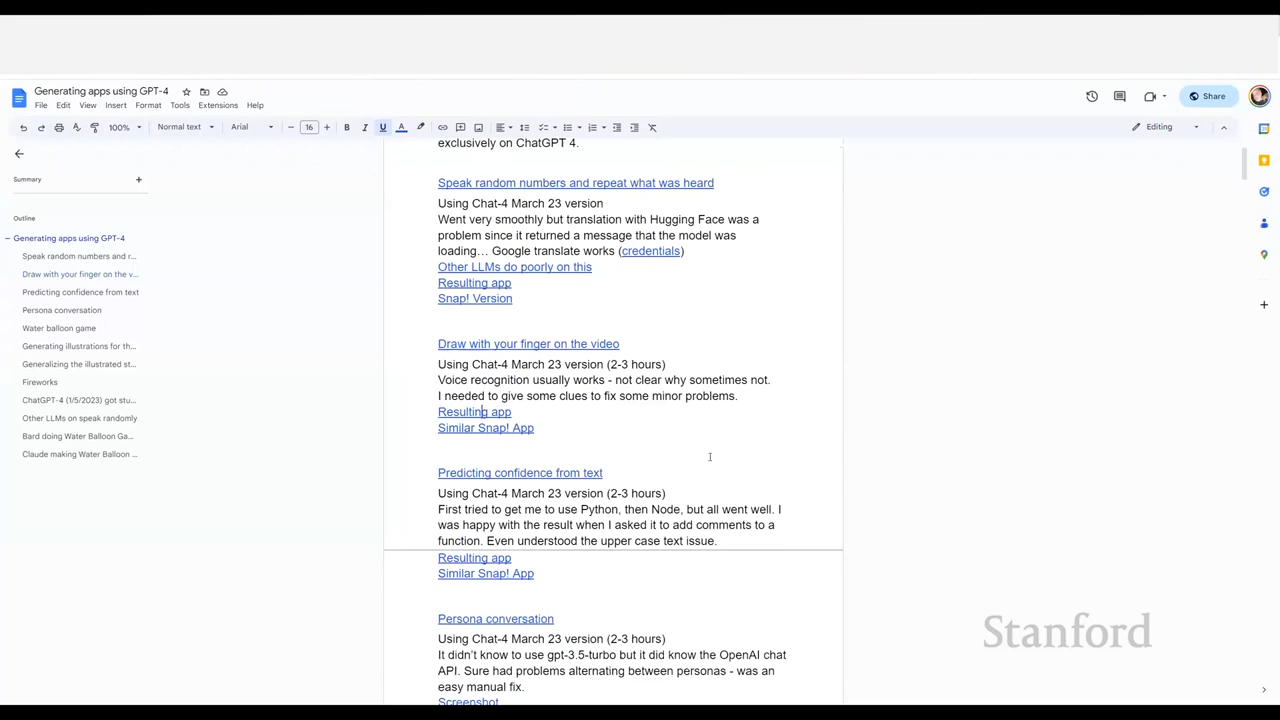 Generating apps using GPT-4
File Edit View Insert Format Tools Extensions Help
Share
100% Normal text Arial 16 B I U A Editing
Summary
Outline
Generating apps using GPT-4
Speak random numbers and r...
Draw with your finger on the v...
Predicting confidence from text
Persona conversation
Water balloon game
Generating illustrations for th...
Generalizing the illustrated st...
Fireworks
ChatGPT-4 (1/5/2023) got stu...
Other LLMs on speak randomly
Bard doing Water Balloon Ga...
Claude making Water Balloon ...
exclusively on ChatGPT 4.
Speak random numbers and repeat what was heard
Using Chat-4 March 23 version
Went very smoothly but translation with Hugging Face was a
problem since it returned a message that the model was
loading… Google translate works (credentials)
Other LLMs do poorly on this
Resulting app
Snap! Version
Draw with your finger on the video
Using Chat-4 March 23 version (2-3 hours)
Voice recognition usually works - not clear why sometimes not.
I needed to give some clues to fix some minor problems.
Resulting app
Similar Snap! App
Predicting confidence from text
Using Chat-4 March 23 version (2-3 hours)
First tried to get me to use Python, then Node, but all went well. I
was happy with the result when I asked it to add comments to a
function. Even understood the upper case text issue.
Resulting app
Similar Snap! App
Persona conversation
Using Chat-4 March 23 version (2-3 hours)
It didn't know to use gpt-3.5-turbo but it did know the OpenAI chat
API. Sure had problems alternating between personas - was an
easy manual fix.
Screenshot
Stanford